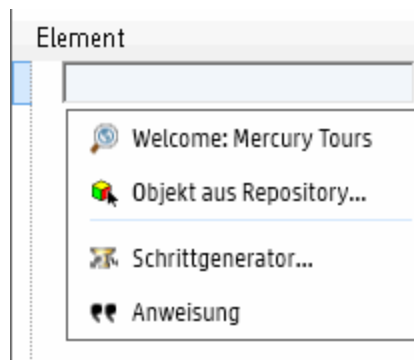 Element
Welcome: Mercury Tours
Objekt aus Repository...
Schrittgenerator...
Anweisung